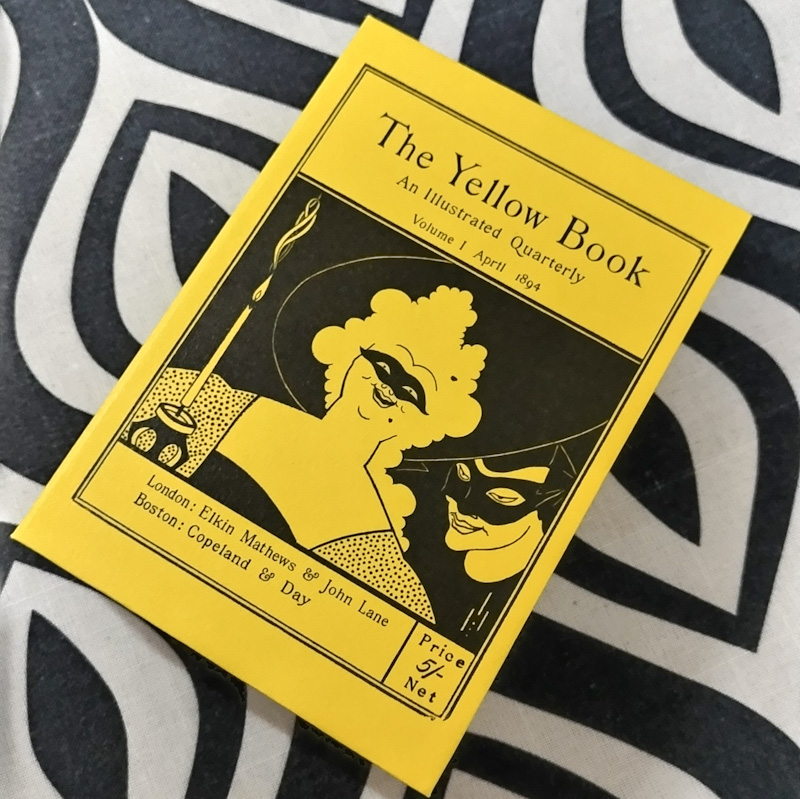 The Yellow Book
An Illustrated Quarterly
Volume 1 April 1894
London: Elkin Mathews & John Lane
Boston: Copeland & Day
Price
5/-
Net